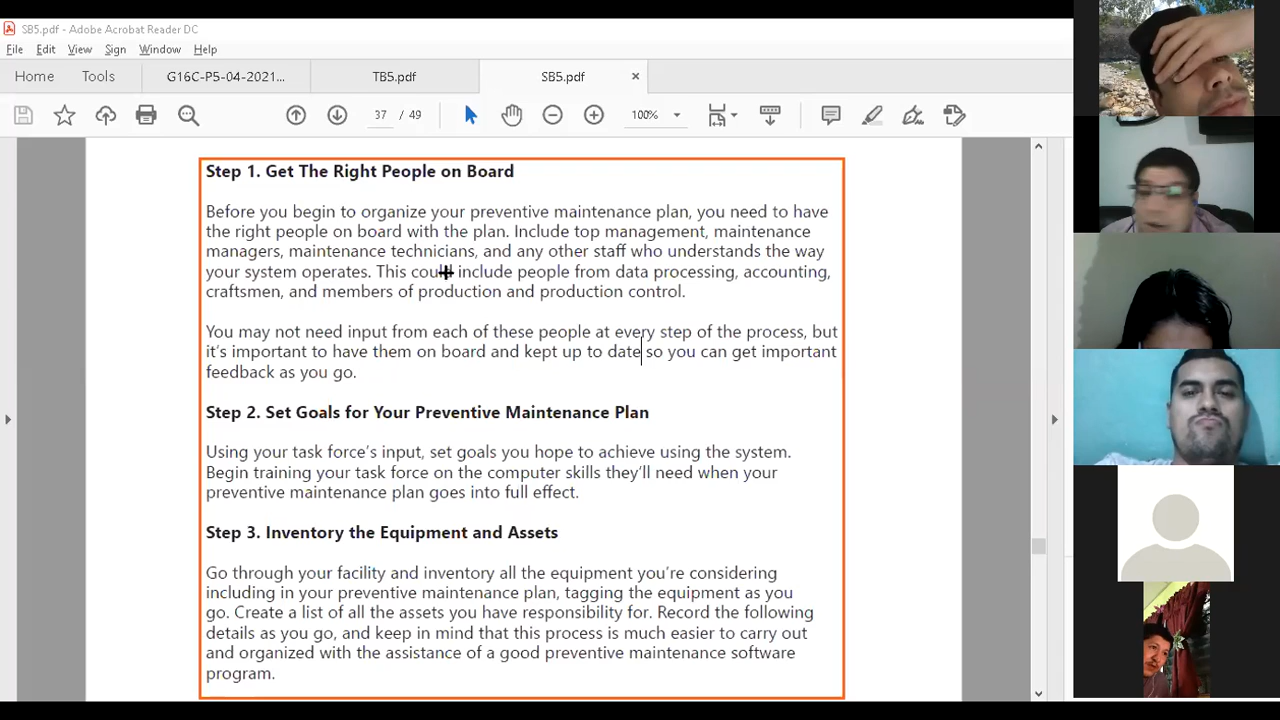 SB5.pdf - Adobe Acrobat Reader DC
File Edit View Sign Window Help
Home Tools G16C-P5-04-2021... TB5.pdf SB5.pdf ×
37 / 49 100%
Step 1. Get The Right People on Board
Before you begin to organize your preventive maintenance plan, you need to have
the right people on board with the plan. Include top management, maintenance
managers, maintenance technicians, and any other staff who understands the way
your system operates. This could include people from data processing, accounting,
craftsmen, and members of production and production control.
You may not need input from each of these people at every step of the process, but
it's important to have them on board and kept up to date so you can get important
feedback as you go.
Step 2. Set Goals for Your Preventive Maintenance Plan
Using your task force's input, set goals you hope to achieve using the system.
Begin training your task force on the computer skills they'll need when your
preventive maintenance plan goes into full effect.
Step 3. Inventory the Equipment and Assets
Go through your facility and inventory all the equipment you're considering
including in your preventive maintenance plan, tagging the equipment as you
go. Create a list of all the assets you have responsibility for. Record the following
details as you go, and keep in mind that this process is much easier to carry out
and organized with the assistance of a good preventive maintenance software
program.